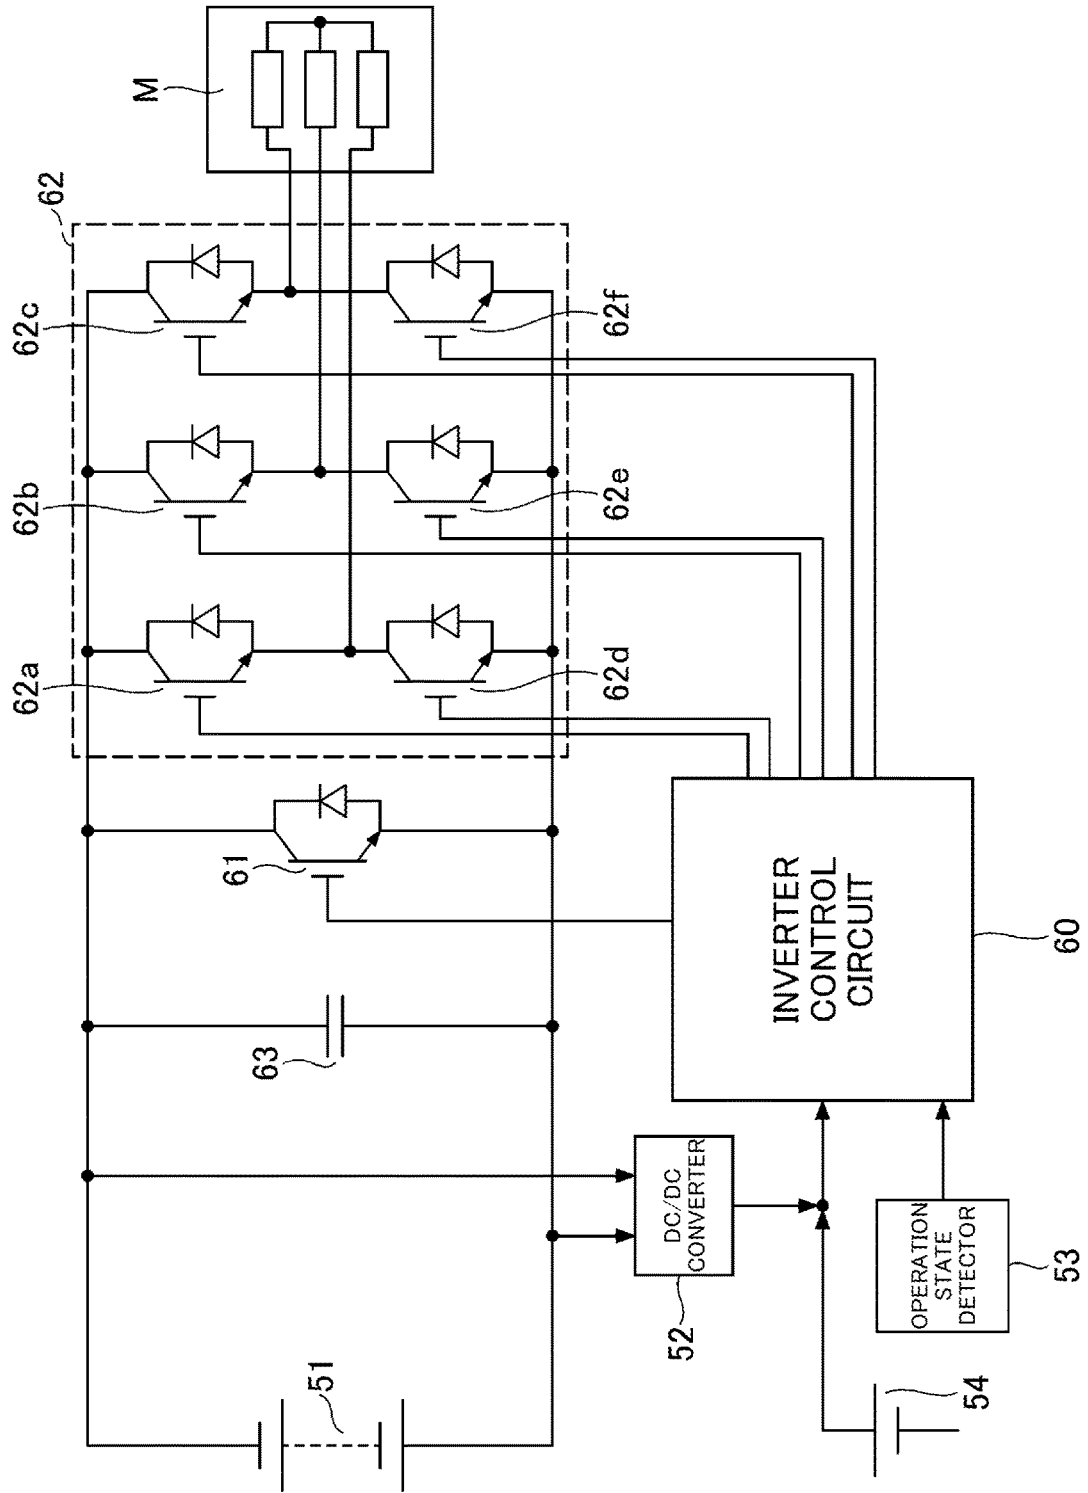 M
62
62c
62b
62a
62f
62e
62d
61
63
51
INVERTER
CONTROL
CIRCUIT
60
DC/DC
CONVERTER
52
OPERATION
STATE
DETECTOR
53
54